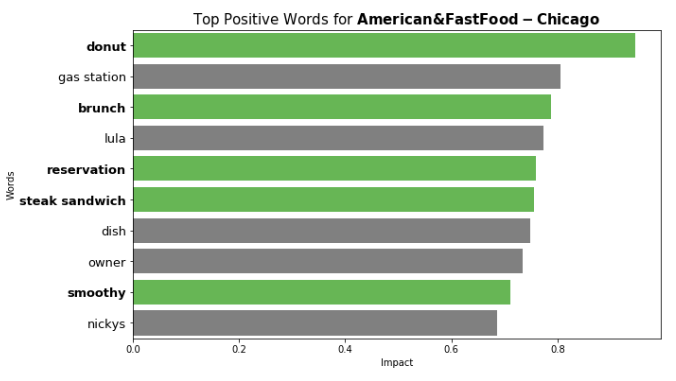 Top Positive Words for American&FastFood − Chicago
donut
gas station
brunch
lula
reservation
steak sandwich
dish
owner
smoothy
nickys
Words
0.0 0.2 0.4 0.6 0.8
Impact